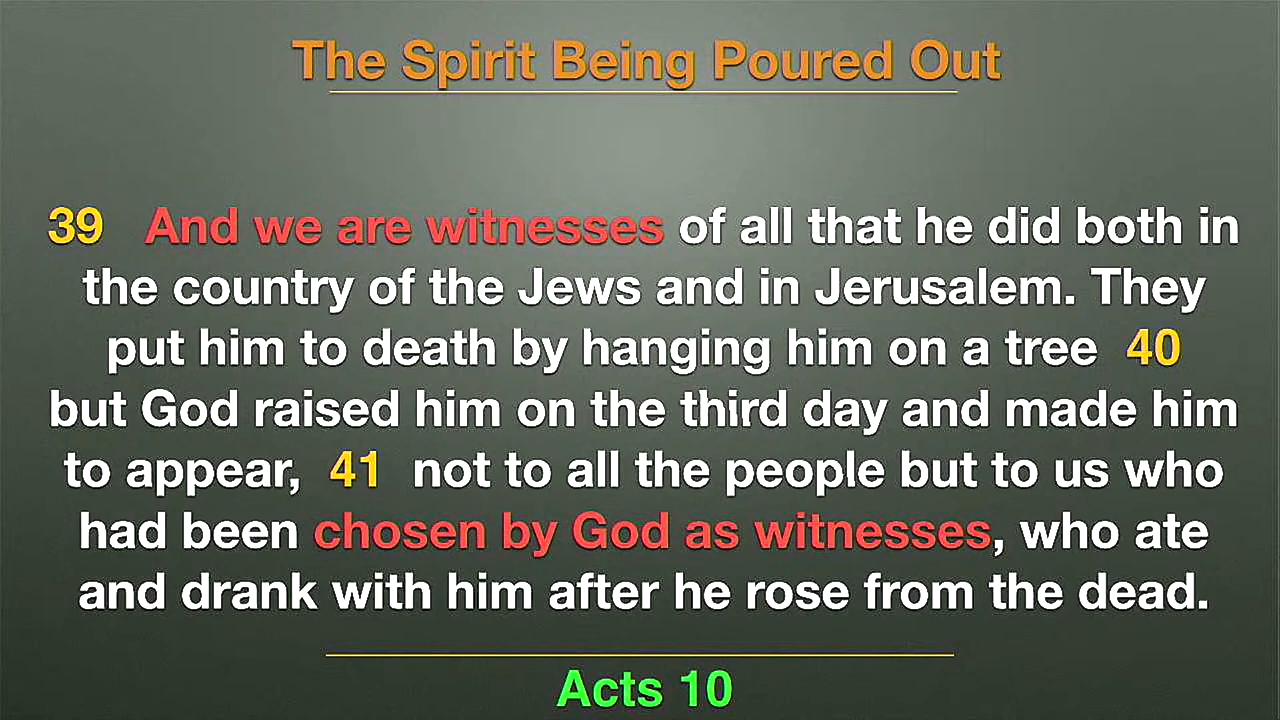 The Spirit Being Poured Out
39 And we are witnesses of all that he did both in
the country of the Jews and in Jerusalem. They
put him to death by hanging him on a tree 40
but God raised him on the third day and made him
to appear, 41 not to all the people but to us who
had been chosen by God as witnesses, who ate
and drank with him after he rose from the dead.
Acts 10